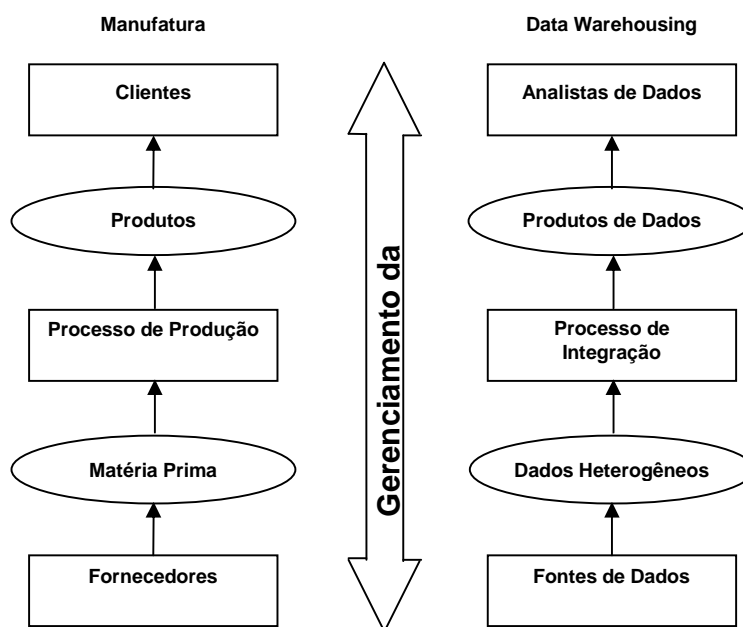 Manufatura
Clientes
Produtos
Processo de Produção
Matéria Prima
Fornecedores
Gerenciamento da
Data Warehousing
Analistas de Dados
Produtos de Dados
Processo de
Integração
Dados Heterogêneos
Fontes de Dados